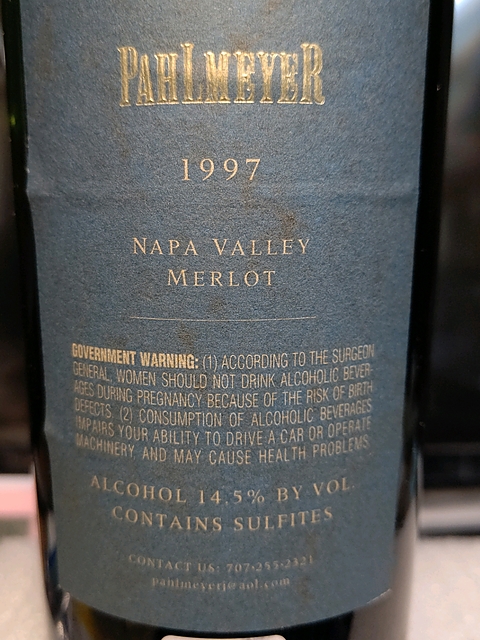 PAHLMEYER
1997
NAPA VALLEY
MERLOT
GOVERNMENT WARNING: (1) ACCORDING TO THE SURGEON
GENERAL, WOMEN SHOULD NOT DRINK ALCOHOLIC BEVER-
AGES DURING PREGNANCY BECAUSE OF THE RISK OF BIRTH
DEFECTS. (2) CONSUMPTION OF ALCOHOLIC BEVERAGES
IMPAIRS YOUR ABILITY TO DRIVE A CAR OR OPERATE
MACHINERY, AND MAY CAUSE HEALTH PROBLEMS.
ALCOHOL 14.5% BY VOL.
CONTAINS SULFITES
CONTACT US: 707-255-2321
pahlmeyerj@aol.com